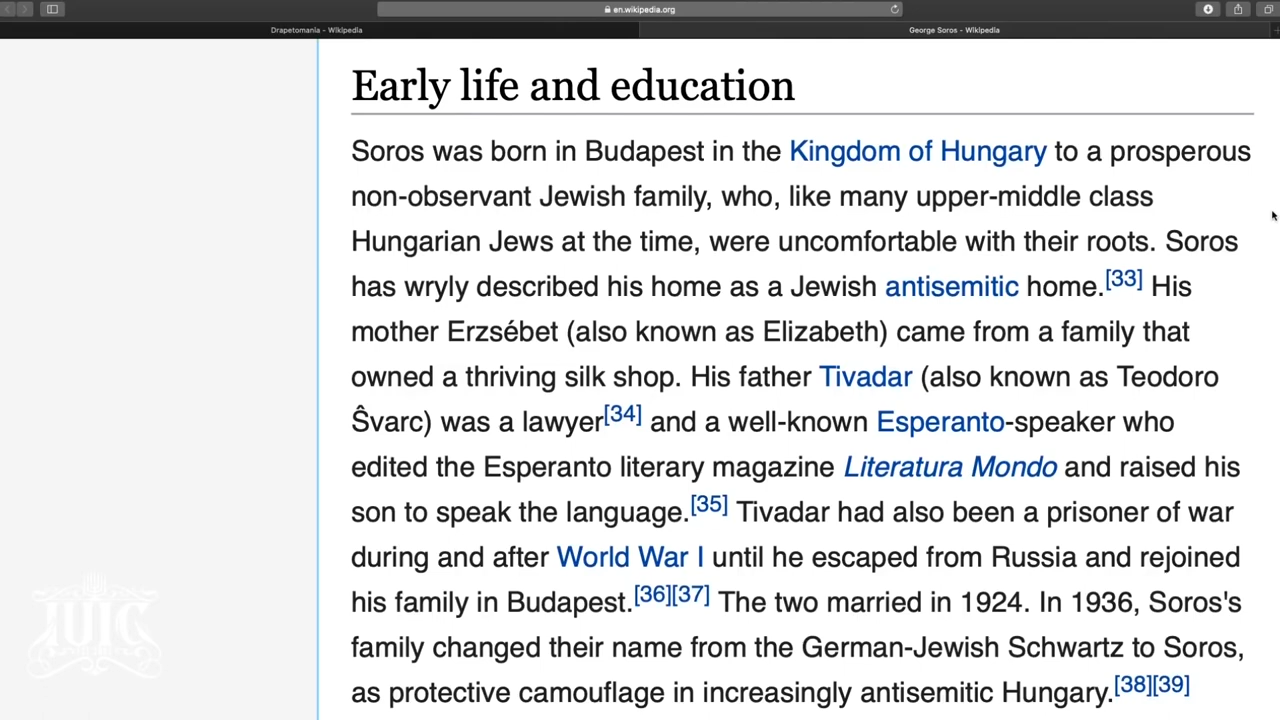 en.wikipedia.org
Drapetomania - Wikipedia
George Soros - Wikipedia
Early life and education
Soros was born in Budapest in the Kingdom of Hungary to a prosperous
non-observant Jewish family, who, like many upper-middle class
Hungarian Jews at the time, were uncomfortable with their roots. Soros
has wryly described his home as a Jewish antisemitic home.[33] His
mother Erzsébet (also known as Elizabeth) came from a family that
owned a thriving silk shop. His father Tivadar (also known as Teodoro
Ŝvarc) was a lawyer[34] and a well-known Esperanto-speaker who
edited the Esperanto literary magazine Literatura Mondo and raised his
son to speak the language.[35] Tivadar had also been a prisoner of war
during and after World War I until he escaped from Russia and rejoined
his family in Budapest.[36][37] The two married in 1924. In 1936, Soros's
family changed their name from the German-Jewish Schwartz to Soros,
as protective camouflage in increasingly antisemitic Hungary.[38][39]
IUIC